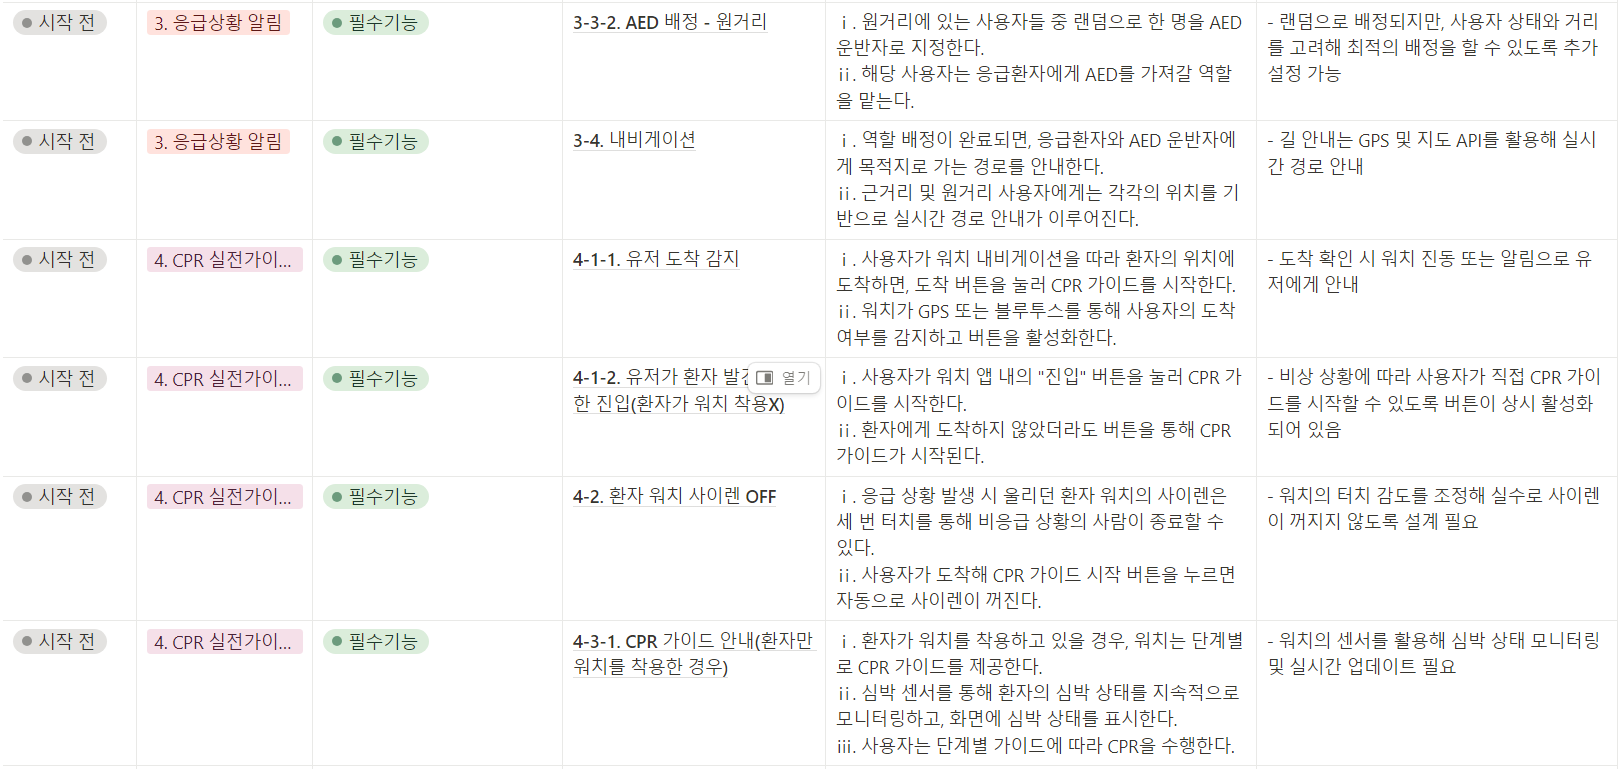 시작 전
3. 응급상황 알림
필수기능
3-3-2. AED 배정 - 원거리
ⅰ. 원거리에 있는 사용자들 중 랜덤으로 한 명을 AED
운반자로 지정한다.
ⅱ. 해당 사용자는 응급환자에게 AED를 가져갈 역할
을 맡는다.
- 랜덤으로 배정되지만, 사용자 상태와 거리
를 고려해 최적의 배정을 할 수 있도록 추가
설정 가능
시작 전
3. 응급상황 알림
필수기능
3-4. 내비게이션
ⅰ. 역할 배정이 완료되면, 응급환자와 AED 운반자에
게 목적지로 가는 경로를 안내한다.
ⅱ. 근거리 및 원거리 사용자에게는 각각의 위치를 기
반으로 실시간 경로 안내가 이루어진다.
- 길 안내는 GPS 및 지도 API를 활용해 실시
간 경로 안내
시작 전
4. CPR 실전가이...
필수기능
4-1-1. 유저 도착 감지
ⅰ. 사용자가 워치 내비게이션을 따라 환자의 위치에
도착하면, 도착 버튼을 눌러 CPR 가이드를 시작한다.
ⅱ. 워치가 GPS 또는 블루투스를 통해 사용자의 도착
여부를 감지하고 버튼을 활성화한다.
- 도착 확인 시 워치 진동 또는 알림으로 유
저에게 안내
시작 전
4. CPR 실전가이...
필수기능
4-1-2. 유저가 환자
열기
한 진입(환자가 워치 착용X)
ⅰ. 사용자가 워치 앱 내의 "진입" 버튼을 눌러 CPR 가
이드를 시작한다.
ⅱ. 환자에게 도착하지 않았더라도 버튼을 통해 CPR
가이드가 시작된다.
- 비상 상황에 따라 사용자가 직접 CPR 가이
드를 시작할 수 있도록 버튼이 상시 활성화
되어 있음
시작 전
4. CPR 실전가이...
필수기능
4-2. 환자 워치 사이렌 OFF
ⅰ. 응급 상황 발생 시 울리던 환자 워치의 사이렌은
세 번 터치를 통해 비응급 상황의 사람이 종료할 수
있다.
ⅱ. 사용자가 도착해 CPR 가이드 시작 버튼을 누르면
자동으로 사이렌이 꺼진다.
- 워치의 터치 감도를 조정해 실수로 사이렌
이 꺼지지 않도록 설계 필요
시작 전
4. CPR 실전가이...
필수기능
4-3-1. CPR 가이드 안내(환자만
워치를 착용한 경우)
ⅰ. 환자가 워치를 착용하고 있을 경우, 워치는 단계별
로 CPR 가이드를 제공한다.
ⅱ. 심박 센서를 통해 환자의 심박 상태를 지속적으로
모니터링하고, 화면에 심박 상태를 표시한다.
ⅲ. 사용자는 단계별 가이드에 따라 CPR을 수행한다.
- 워치의 센서를 활용해 심박 상태 모니터링
및 실시간 업데이트 필요